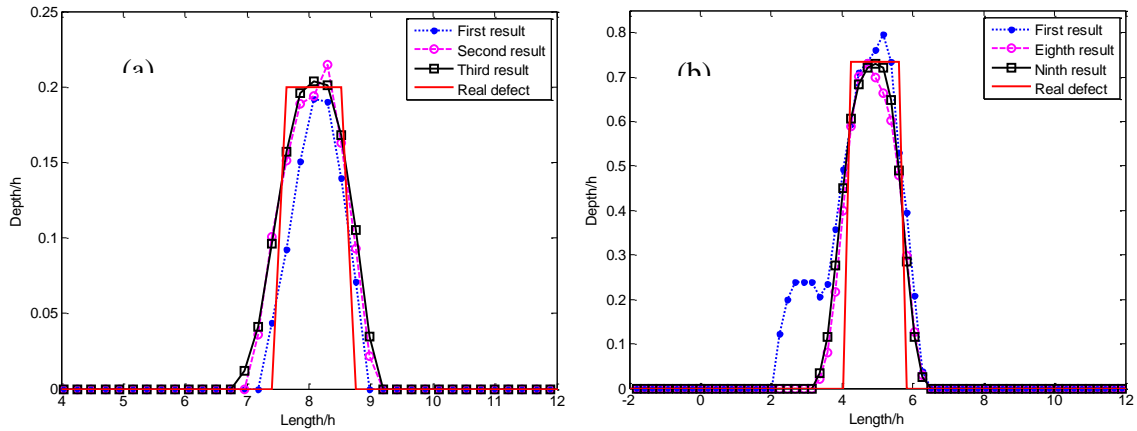 0.25
0.2
0.15
0.1
0.05
0
4 5 6 7 8 9 10 11 12
Length/h
Depth/h
(a)
First result
Second result
Third result
Real defect
0.8
0.7
0.6
0.5
0.4
0.3
0.2
0.1
0
-2 0 2 4 6 8 10 12
Length/h
Depth/h
(b)
First result
Eighth result
Ninth result
Real defect